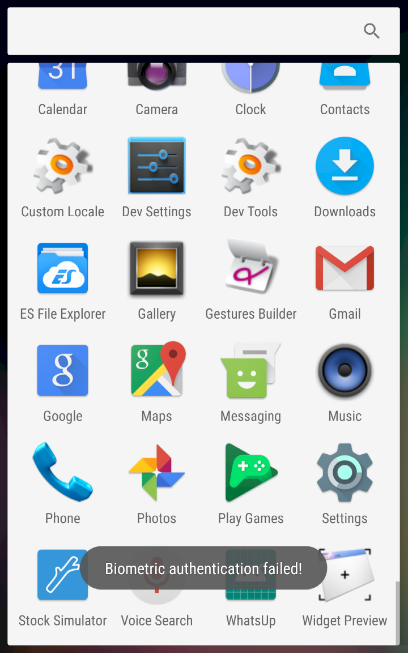 31
Calendar
Camera
Clock
Contacts
Custom Locale
Dev Settings
Dev Tools
Downloads
ES
ES File Explorer
Gallery
Gestures Builder
Gmail
g
Google
g
Maps
Messaging
Music
Phone
Photos
Play Games
Settings
Biometric authentication failed!
Stock Simulator
Voice Search
WhatsUp
Widget Preview